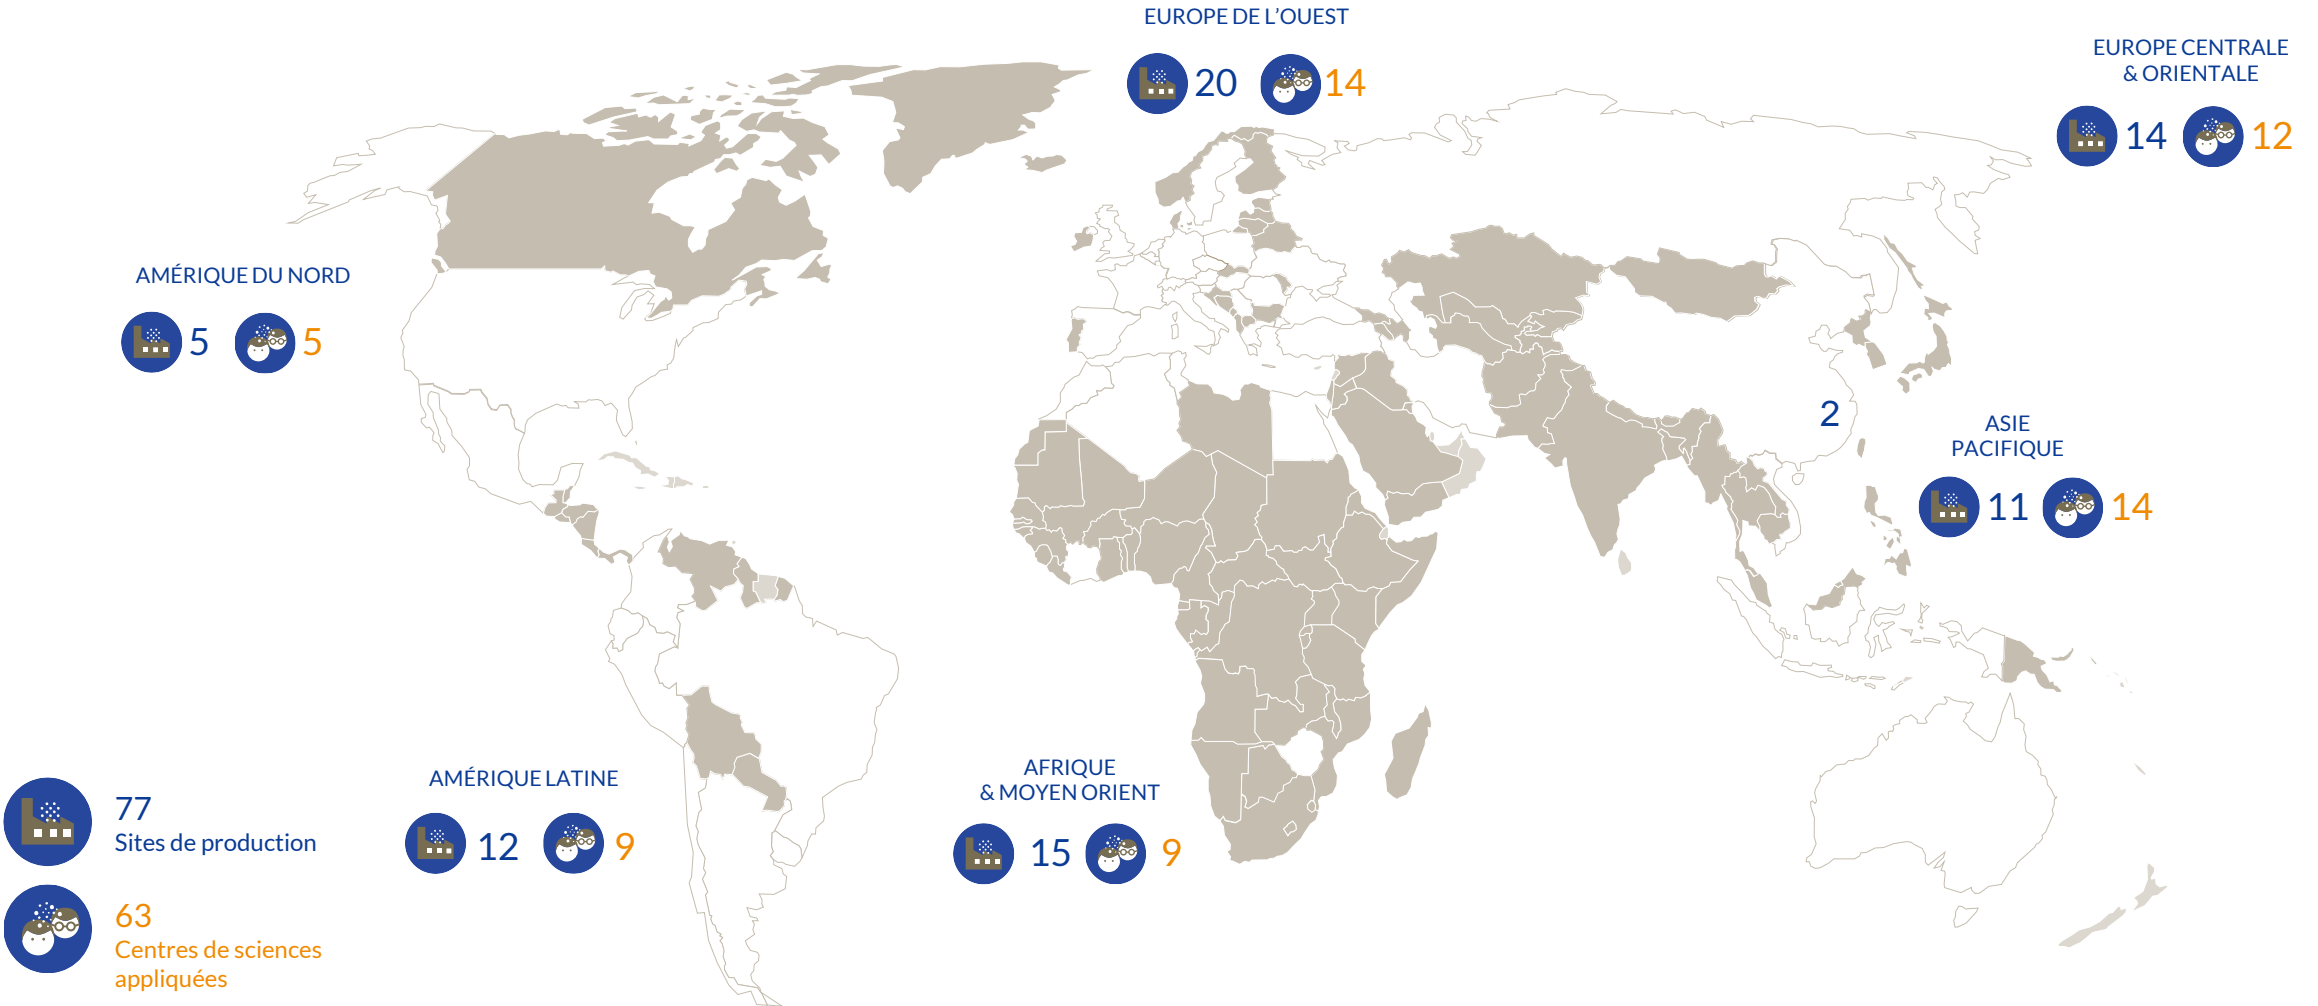 EUROPE DE L’OUEST
20 14
EUROPE CENTRALE
& ORIENTALE
14 12
AMÉRIQUE DU NORD
5 5
2
ASIE
PACIFIQUE
11 14
AMÉRIQUE LATINE
12 9
AFRIQUE
& MOYEN ORIENT
15 9
77
Sites de production
63
Centres de sciences
appliquées